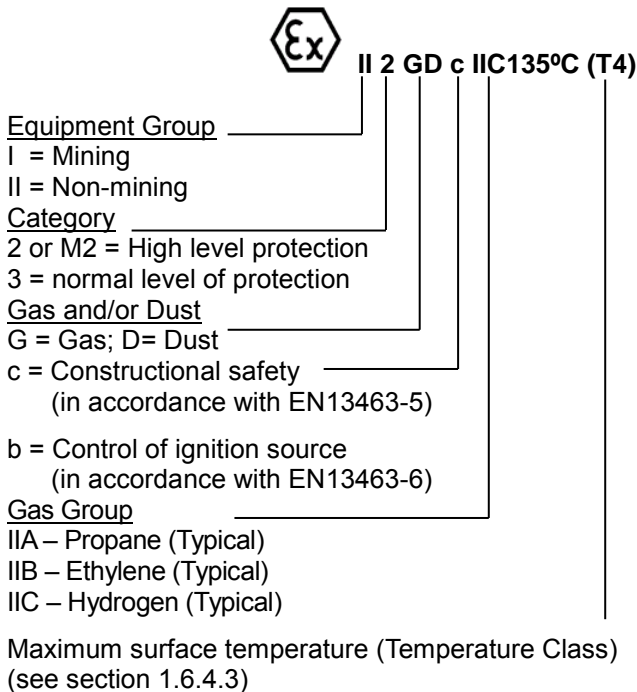 Ex II 2 GD c IIC135ºC (T4)
Equipment Group
I = Mining
II = Non-mining
Category
2 or M2 = High level protection
3 = normal level of protection
Gas and/or Dust
G = Gas; D= Dust
c = Constructional safety
(in accordance with EN13463-5)
b = Control of ignition source
(in accordance with EN13463-6)
Gas Group
IIA – Propane (Typical)
IIB – Ethylene (Typical)
IIC – Hydrogen (Typical)
Maximum surface temperature (Temperature Class)
(see section 1.6.4.3)